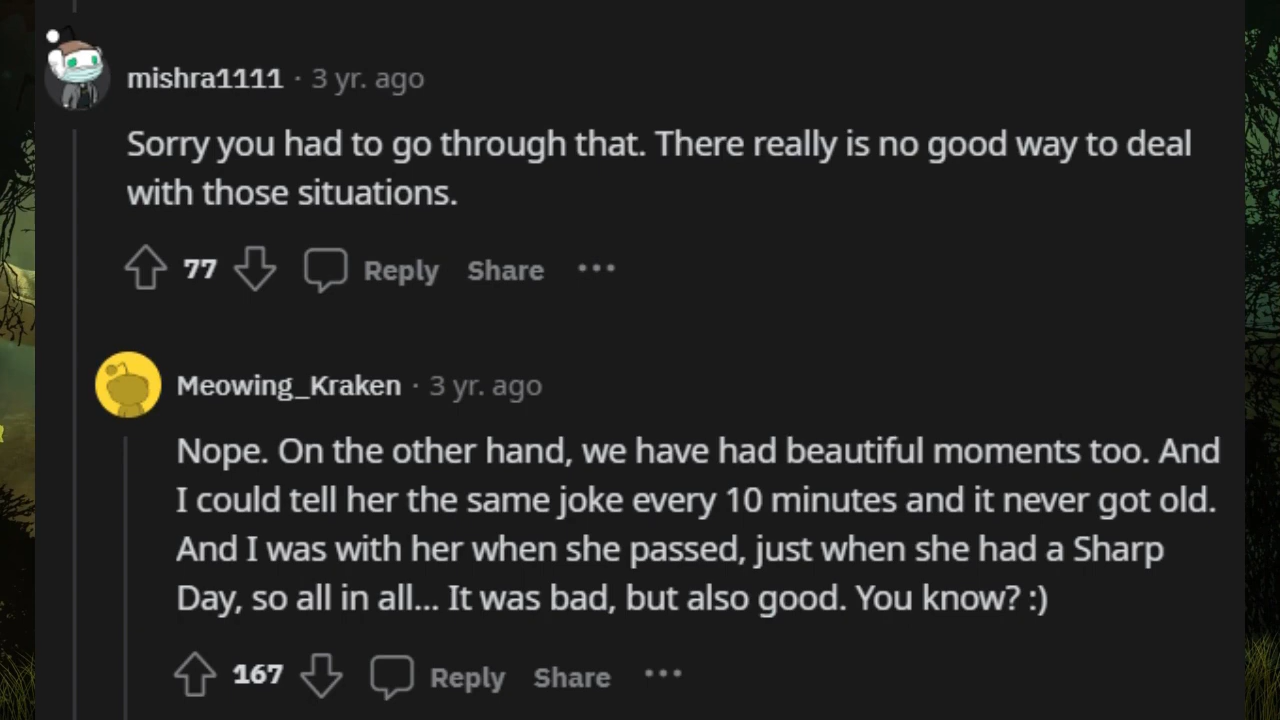 mishra1111 · 3 yr. ago
Sorry you had to go through that. There really is no good way to deal
with those situations.
77 Reply Share ···
Meowing_Kraken · 3 yr. ago
Nope. On the other hand, we have had beautiful moments too. And
I could tell her the same joke every 10 minutes and it never got old.
And I was with her when she passed, just when she had a Sharp
Day, so all in all... It was bad, but also good. You know? :)
167 Reply Share ···